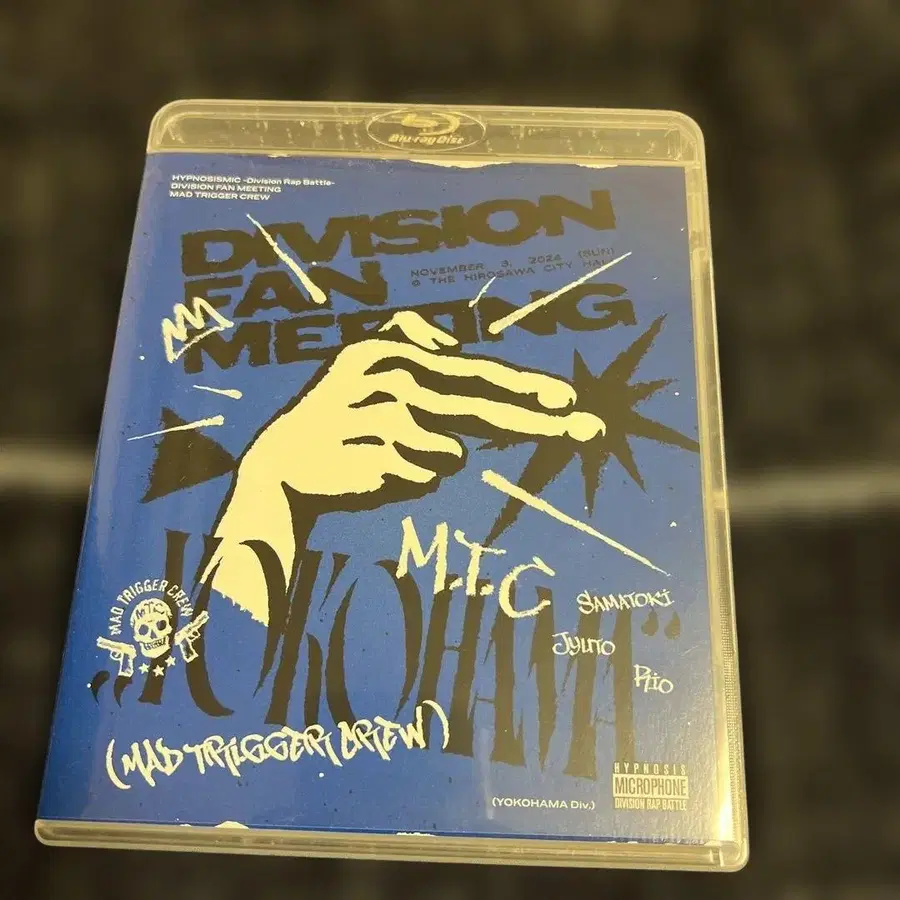 Blu-ray Disc
HYPNOSISMIC -Division Rap Battle-
DIVISION FAN MEETING
MAD TRIGGER CREW
DIVISION
FAN
MEETING
NOVEMBER 3, 2024 (SUN)
@ THE HIROSAWA CITY HALL
M.T.C
SAMATOKI
JYUTO
RIO
MAD TRIGGER CREW
M.T.C
„YOKOHAMA“
(MAD TRIGGER CREW)
(YOKOHAMA Div.)
HYPNOSIS
MICROPHONE
DIVISION RAP BATTLE